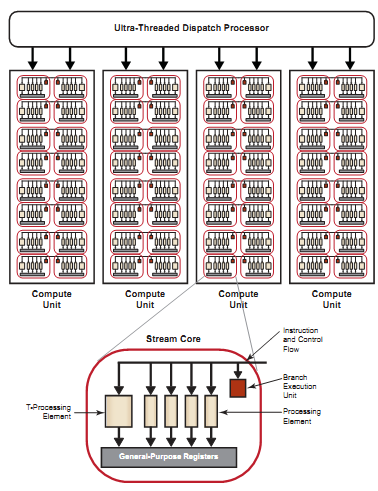 Ultra-Threaded Dispatch Processor
Compute
Unit
Compute
Unit
Compute
Unit
Compute
Unit
Stream Core
Instruction
and Control
Flow
Branch
Execution
Unit
T-Processing
Element
Processing
Element
General-Purpose Registers